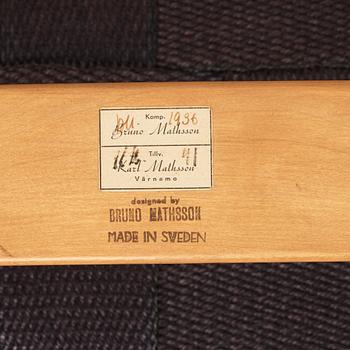 Komp. 1936
Bruno Mathsson
Tillv. 41
Karl Mathsson
Värnamo
designed by
BRUNO MATHSSON
MADE IN SWEDEN